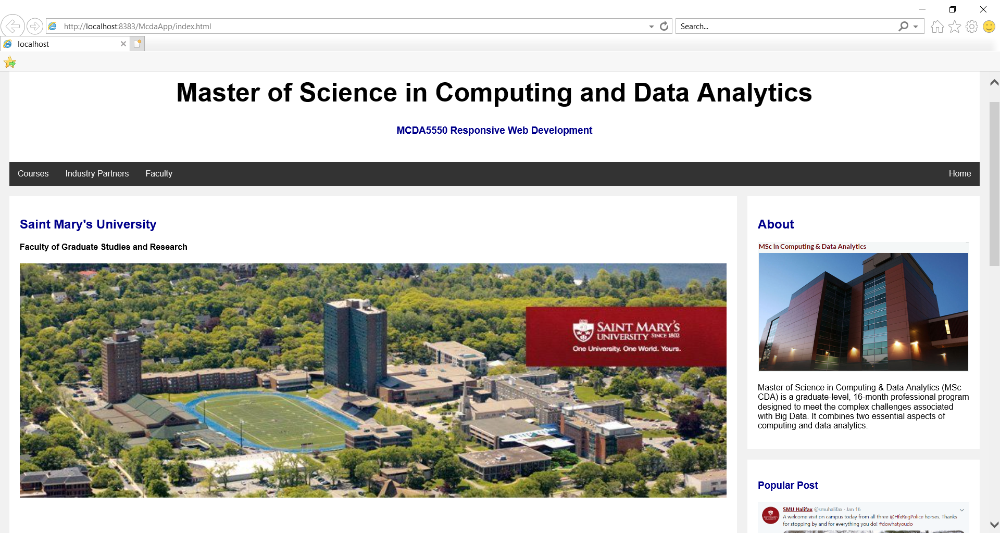 http://localhost:8383/McdaApp/index.html
Search...
localhost
Master of Science in Computing and Data Analytics
MCDA5550 Responsive Web Development
Courses
Industry Partners
Faculty
Home
Saint Mary's University
Faculty of Graduate Studies and Research
SAINT MARY'S
UNIVERSITY SINCE 1802
One University. One World. Yours.
About
MSc in Computing & Data Analytics
Master of Science in Computing & Data Analytics (MSc
CDA) is a graduate-level, 16-month professional program
designed to meet the complex challenges associated
with Big Data. It combines two essential aspects of
computing and data analytics.
Popular Post
SMU Halifax @smuhalifax · Jan 16
A welcome visit on campus today from all three @HfxRegPolice horses. Thanks
for stopping by and for everything you do! #dowhatyoudo